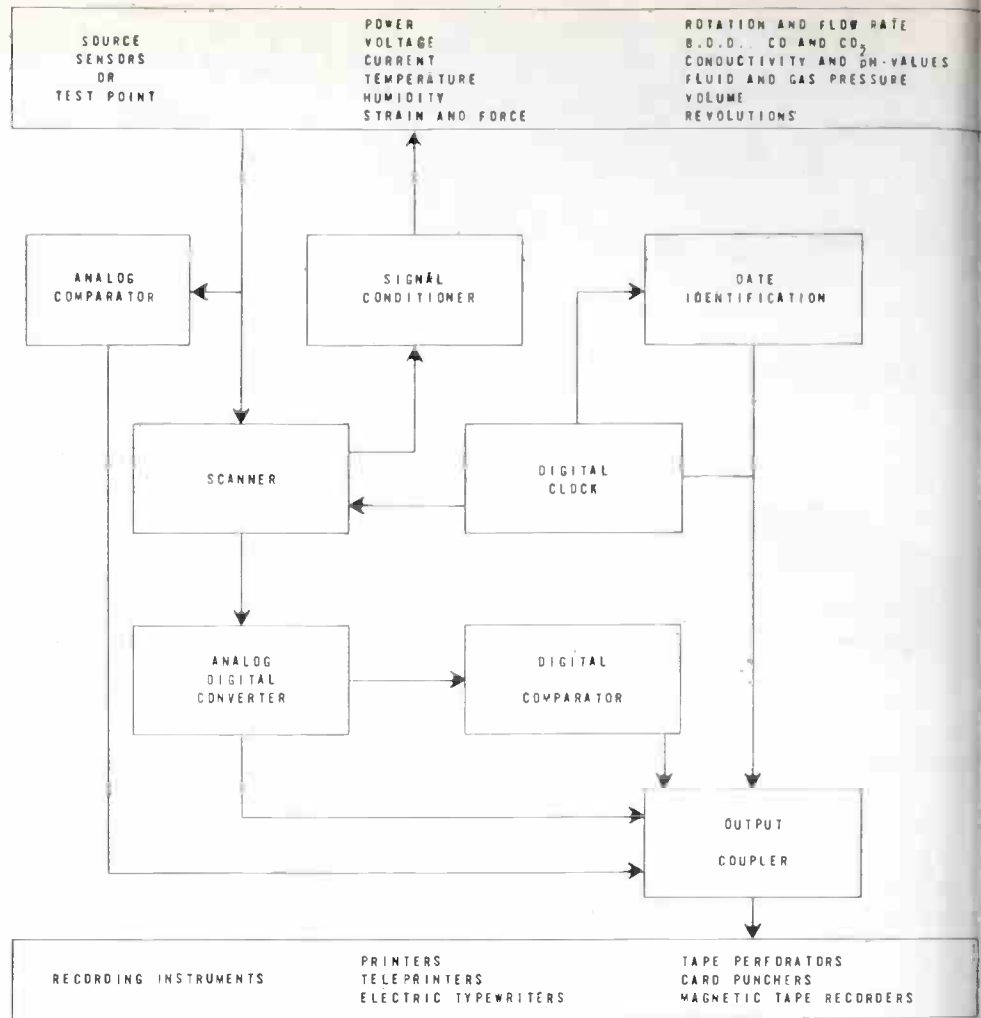 SOURCE
SENSORS
OR
TEST POINT
POWER
VOLTAGE
CURRENT
TEMPERATURE
HUMIDITY
STRAIN AND FORCE
ROTATION AND FLOW RATE
B.O.D.. CO AND CO2
CONDUCTIVITY AND pH-VALUES
FLUID AND GAS PRESSURE
VOLUME
REVOLUTIONS
ANALOG
COMPARATOR
SIGNAL
CONDITIONER
DATE
IDENTIFICATION
SCANNER
DIGITAL
CLOCK
ANALOG
DIGITAL
CONVERTER
DIGITAL
COMPARATOR
OUTPUT
COUPLER
RECORDING INSTRUMENTS
PRINTERS
TELEPRINTERS
ELECTRIC TYPEWRITERS
TAPE PERFORATORS
CARD PUNCHERS
MAGNETIC TAPE RECORDERS